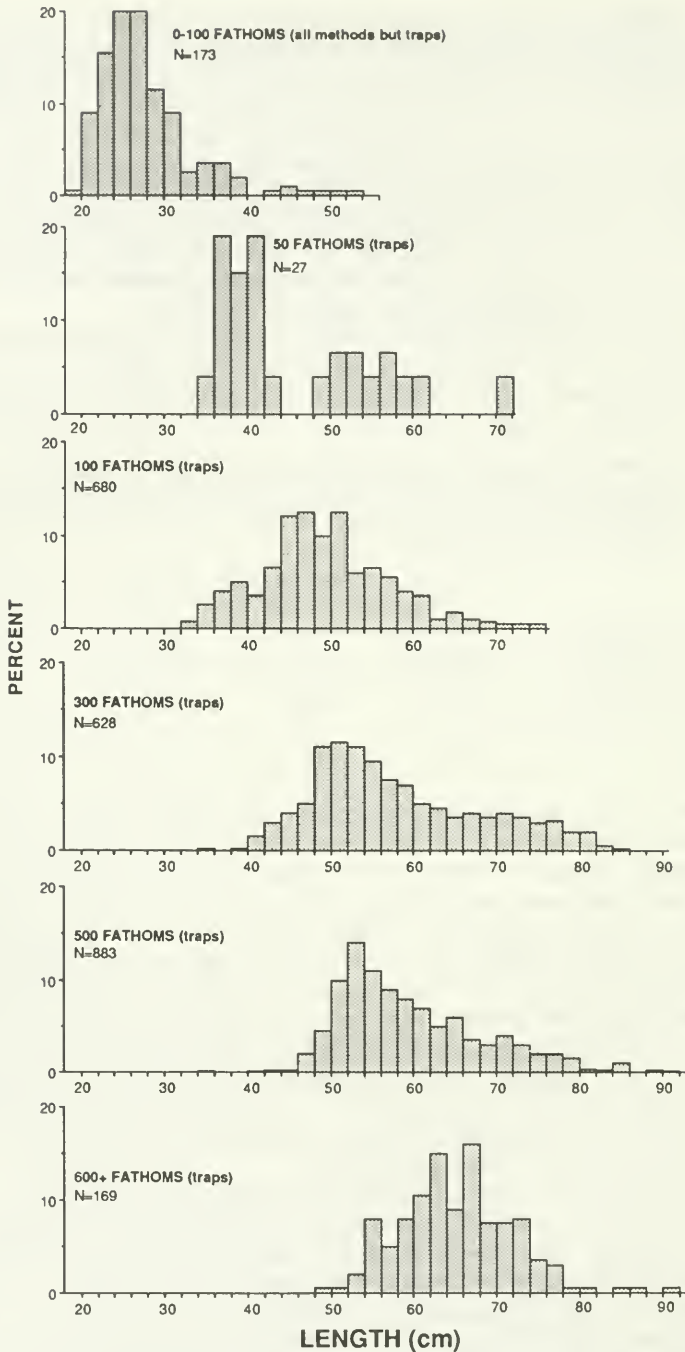 20
0-100 FATHOMS (all methods but traps)
N=173
10
0
20 30 40 50
20
50 FATHOMS (traps)
N=27
10
0
20 30 40 50 60 70
20
100 FATHOMS (traps)
N=680
10
0
20 30 40 50 60 70
PERCENT
20
300 FATHOMS (traps)
N=628
10
0
20 30 40 50 60 70 80 90
20
500 FATHOMS (traps)
N=883
10
0
20 30 40 50 60 70 80 90
20
600+ FATHOMS (traps)
N=169
10
0
20 30 40 50 60 70 80 90
LENGTH (cm)